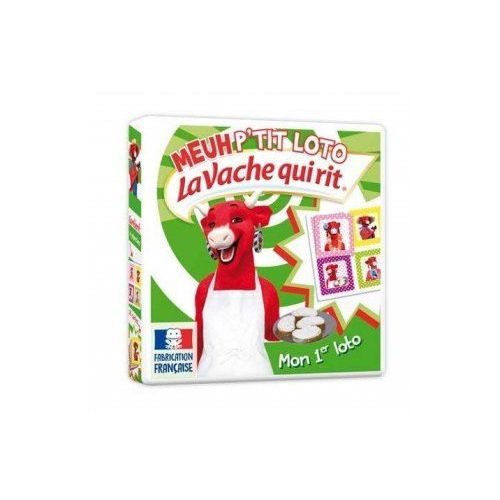 MEUH P'TIT LOTO
La Vache qui rit®
FABRICATION
FRANÇAISE
Mon 1er loto